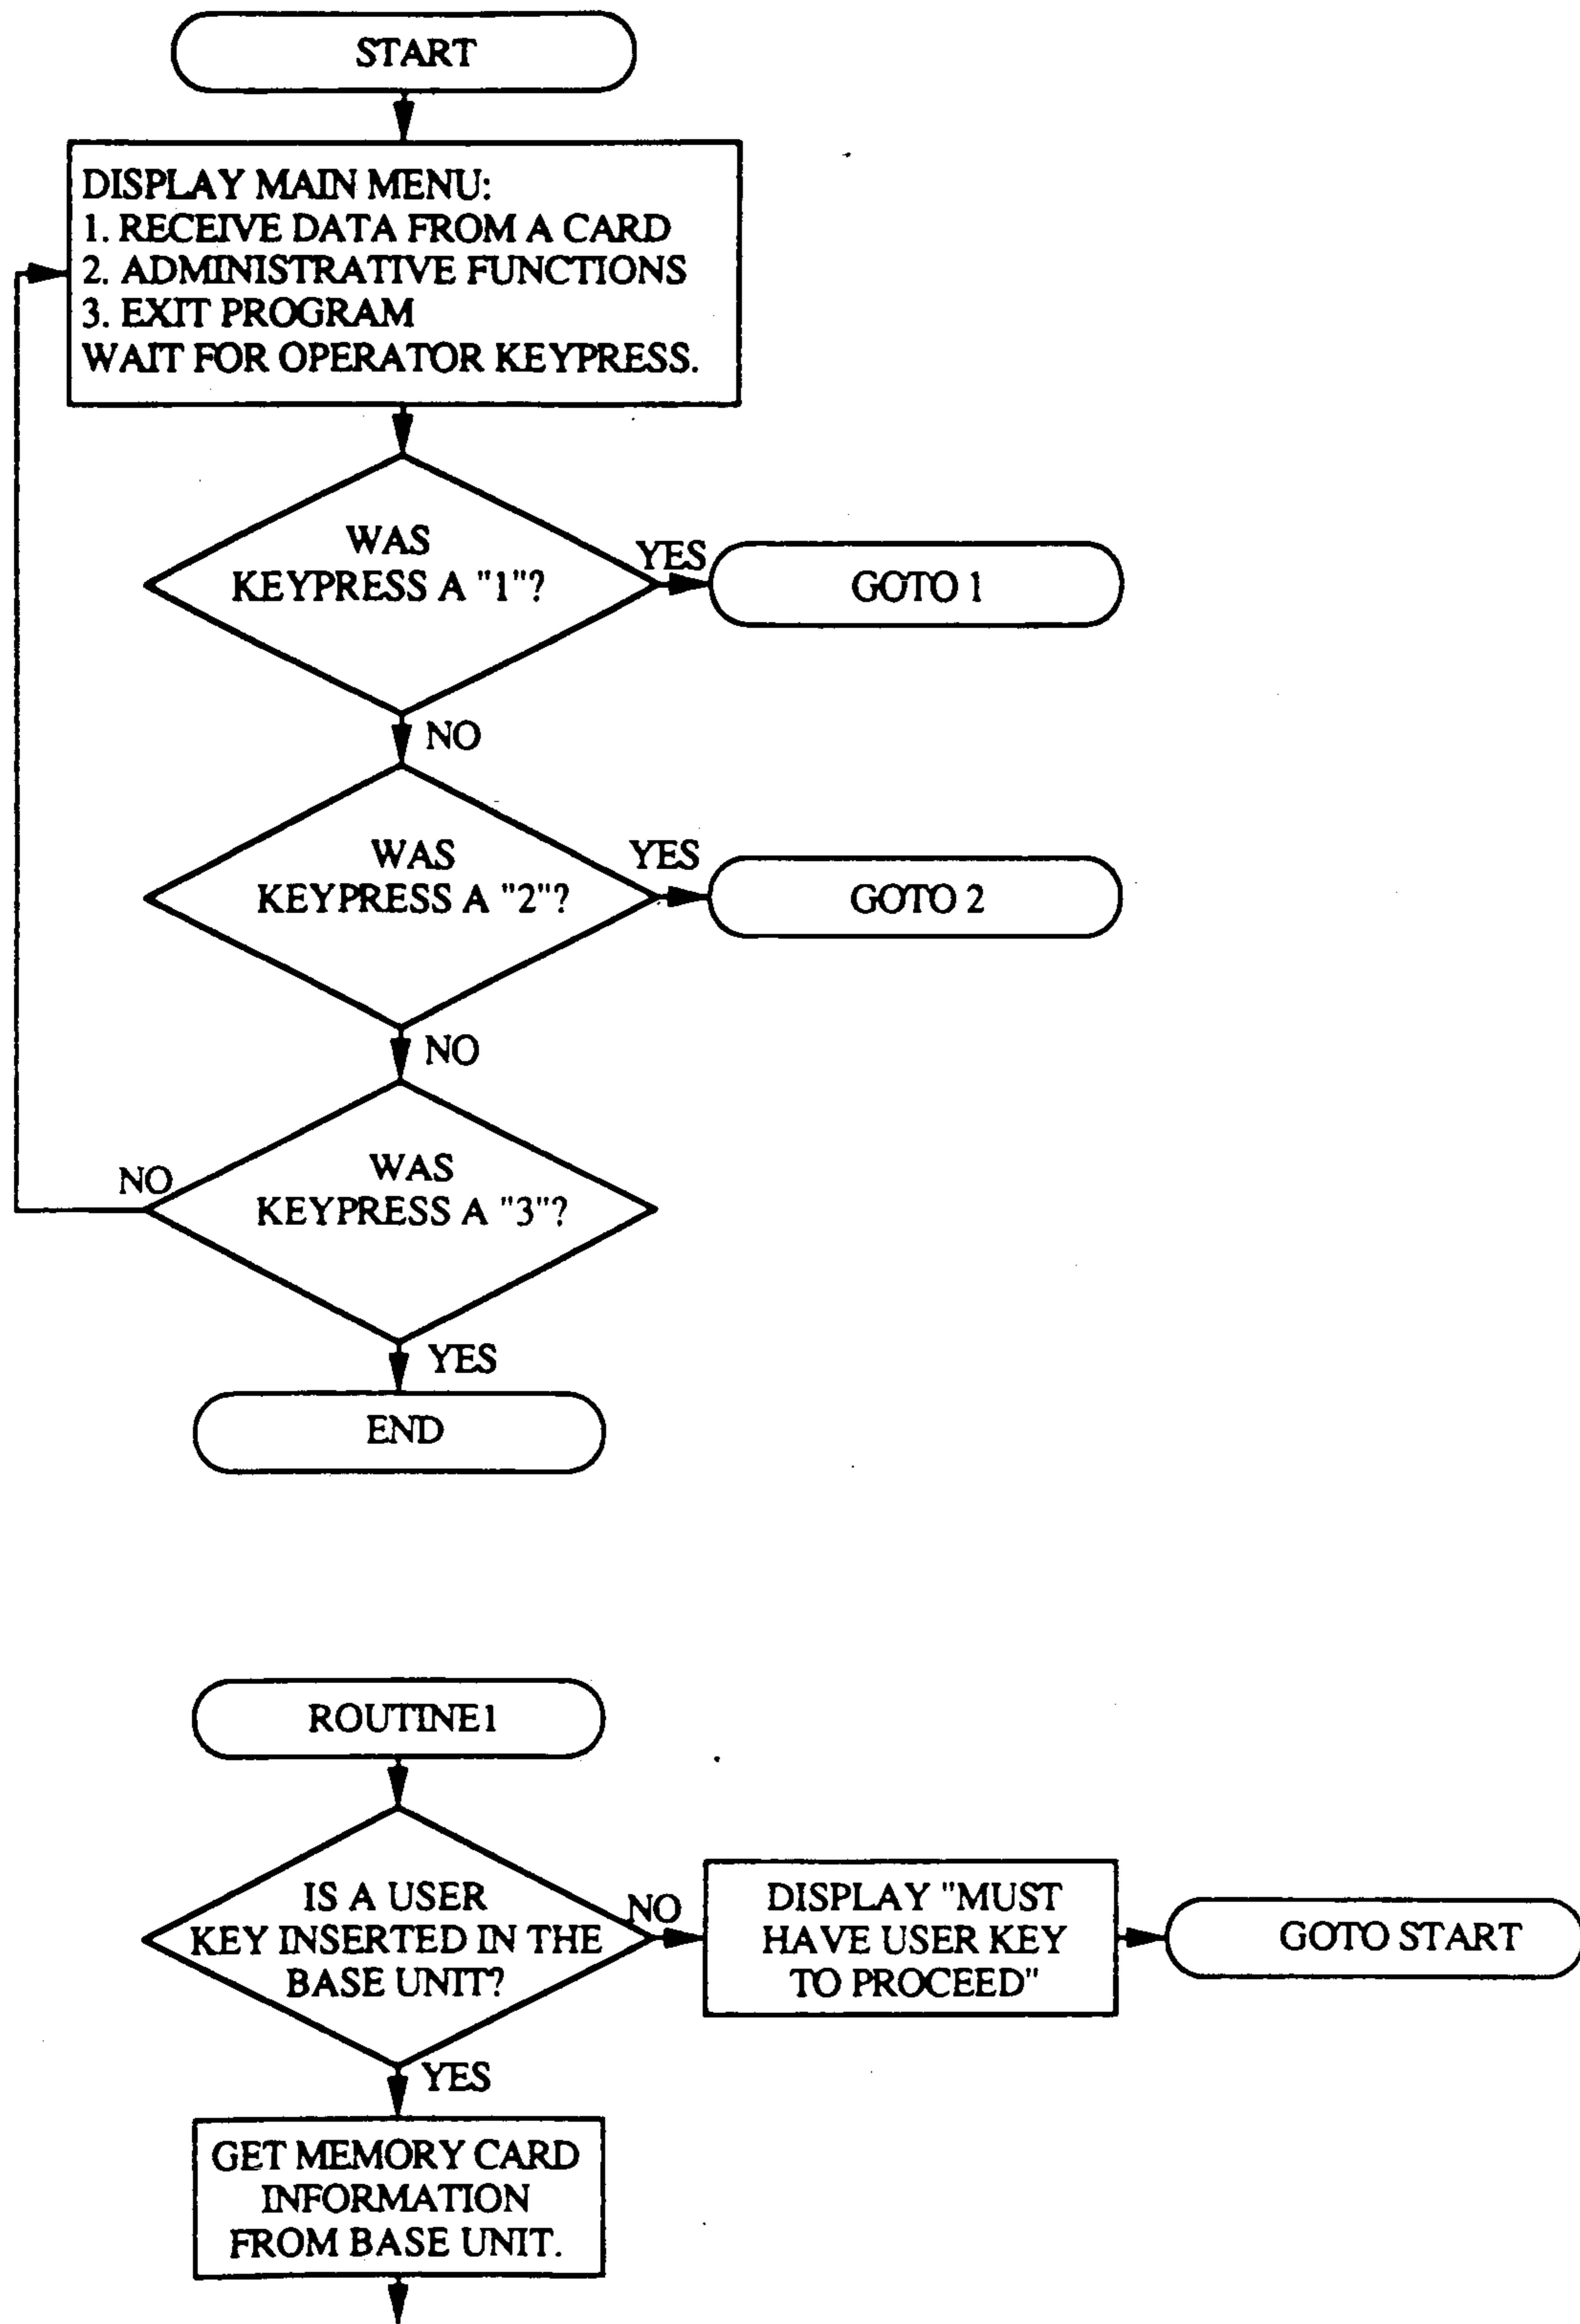 START
DISPLAY MAIN MENU:
1. RECEIVE DATA FROM A CARD
2. ADMINISTRATIVE FUNCTIONS
3. EXIT PROGRAM
WAIT FOR OPERATOR KEYPRESS.
WAS
KEYPRESS A "1"?
YES
GOTO 1
NO
WAS
KEYPRESS A "2"?
YES
GOTO 2
NO
WAS
KEYPRESS A "3"?
NO
YES
END
ROUTINE1
IS A USER
KEY INSERTED IN THE
BASE UNIT?
NO
DISPLAY "MUST
HAVE USER KEY
TO PROCEED"
GOTO START
YES
GET MEMORY CARD
INFORMATION
FROM BASE UNIT.